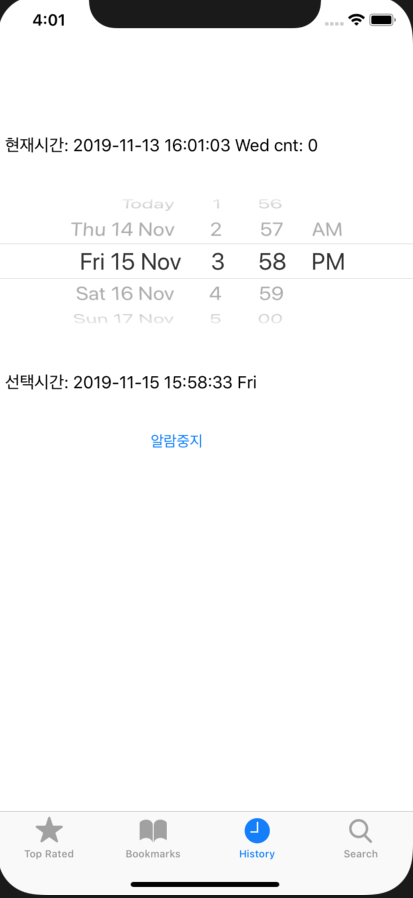 4:01
현재시간: 2019-11-13 16:01:03 Wed cnt: 0
Today 1 56
Thu 14 Nov 2 57 AM
Fri 15 Nov 3 58 PM
Sat 16 Nov 4 59
Sun 17 Nov 5 00
선택시간: 2019-11-15 15:58:33 Fri
알람중지
Top Rated Bookmarks History Search